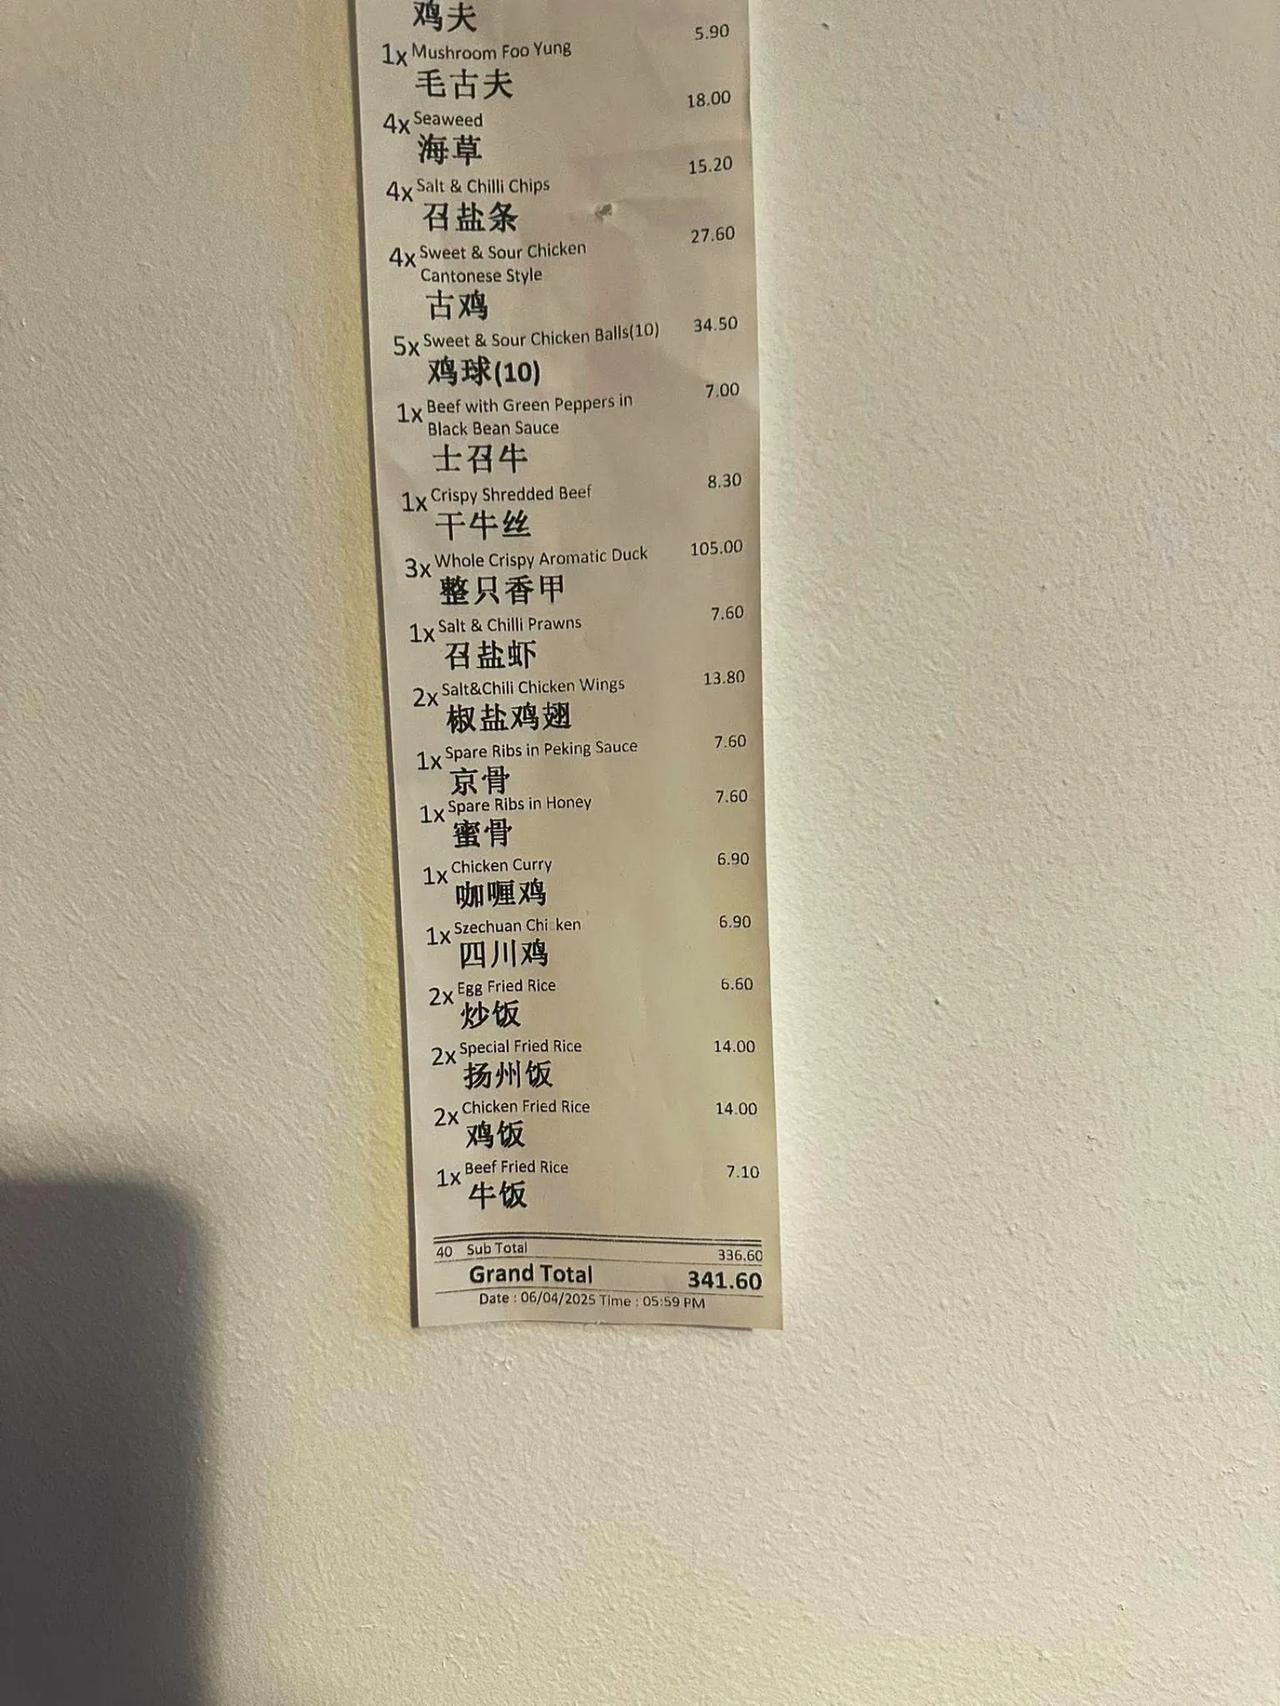 鸡夫
1x Mushroom Foo Yung 5.90
毛古夫
4x Seaweed 18.00
海草
4x Salt & Chilli Chips 15.20
召盐条
4x Sweet & Sour Chicken 27.60
Cantonese Style
古鸡
5x Sweet & Sour Chicken Balls(10) 34.50
鸡球(10)
1x Beef with Green Peppers in 7.00
Black Bean Sauce
士召牛
1x Crispy Shredded Beef 8.30
干牛丝
3x Whole Crispy Aromatic Duck 105.00
整只香甲
1x Salt & Chilli Prawns 7.60
召盐虾
2x Salt&Chili Chicken Wings 13.80
椒盐鸡翅
1x Spare Ribs in Peking Sauce 7.60
京骨
1x Spare Ribs in Honey 7.60
蜜骨
1x Chicken Curry 6.90
咖喱鸡
1x Szechuan Chicken 6.90
四川鸡
2x Egg Fried Rice 6.60
炒饭
2x Special Fried Rice 14.00
扬州饭
2x Chicken Fried Rice 14.00
鸡饭
1x Beef Fried Rice 7.10
牛饭
40 Sub Total 336.60
Grand Total 341.60
Date : 06/04/2025 Time : 05:59 PM